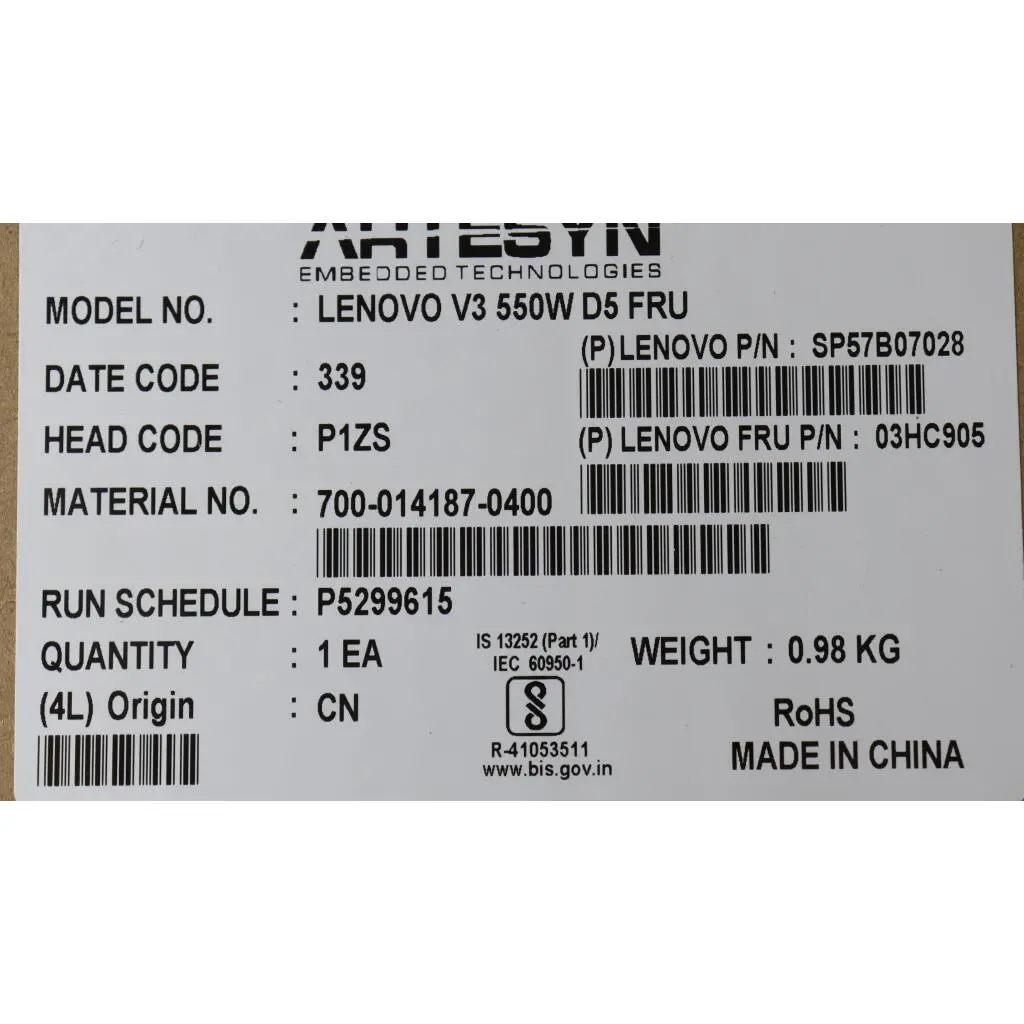 ARTESYN
EMBEDDED TECHNOLOGIES
MODEL NO. : LENOVO V3 550W D5 FRU
(P)LENOVO P/N : SP57B07028
DATE CODE : 339
HEAD CODE : P1ZS
(P) LENOVO FRU P/N : 03HC905
MATERIAL NO. : 700-014187-0400
RUN SCHEDULE : P5299615
QUANTITY : 1 EA
IS 13252 (Part 1)/
IEC 60950-1
WEIGHT : 0.98 KG
(4L) Origin : CN
R-41053511
www.bis.gov.in
RoHS
MADE IN CHINA